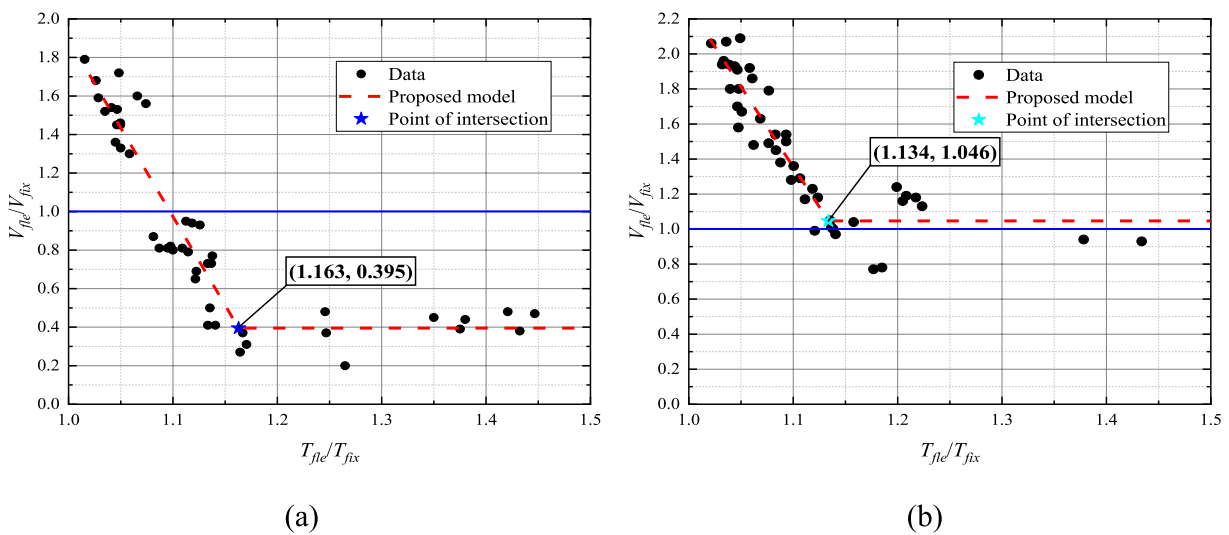 2.0
1.8
1.6
1.4
1.2
1.0
0.8
0.6
0.4
0.2
0.0
V_fle/V_fix
Data
Proposed model
Point of intersection
(1.163, 0.395)
1.0 1.1 1.2 1.3 1.4 1.5
T_fle/T_fix
(a)
2.2
2.0
1.8
1.6
1.4
1.2
1.0
0.8
0.6
0.4
0.2
0.0
V_fle/V_fix
Data
Proposed model
Point of intersection
(1.134, 1.046)
1.0 1.1 1.2 1.3 1.4 1.5
T_fle/T_fix
(b)